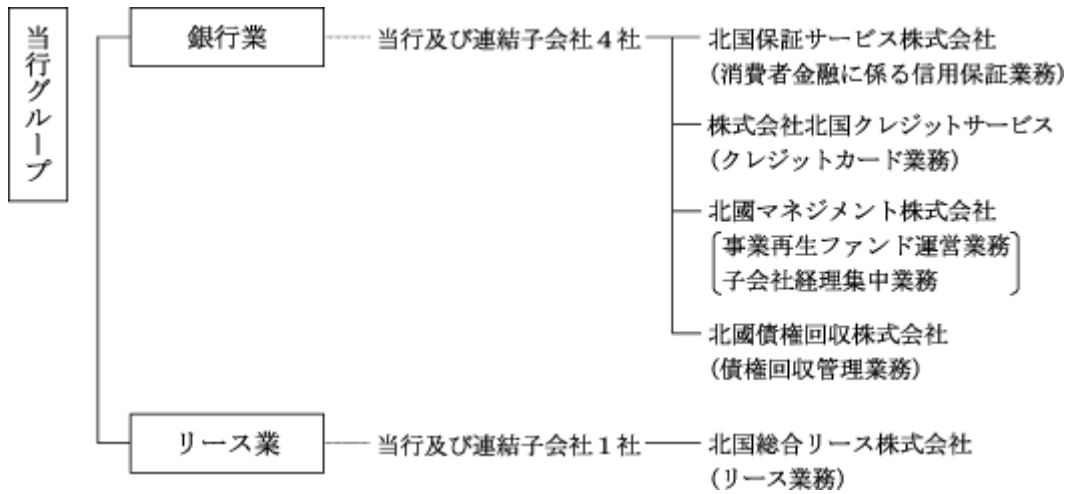 当行グループ
銀行業
当行及び連結子会社4社
北国保証サービス株式会社
(消費者金融に係る信用保証業務)
株式会社北国クレジットサービス
(クレジットカード業務)
北國マネジメント株式会社
事業再生ファンド運営業務
子会社経理集中業務
北國債権回収株式会社
(債権回収管理業務)
リース業
当行及び連結子会社1社
北国総合リース株式会社
(リース業務)